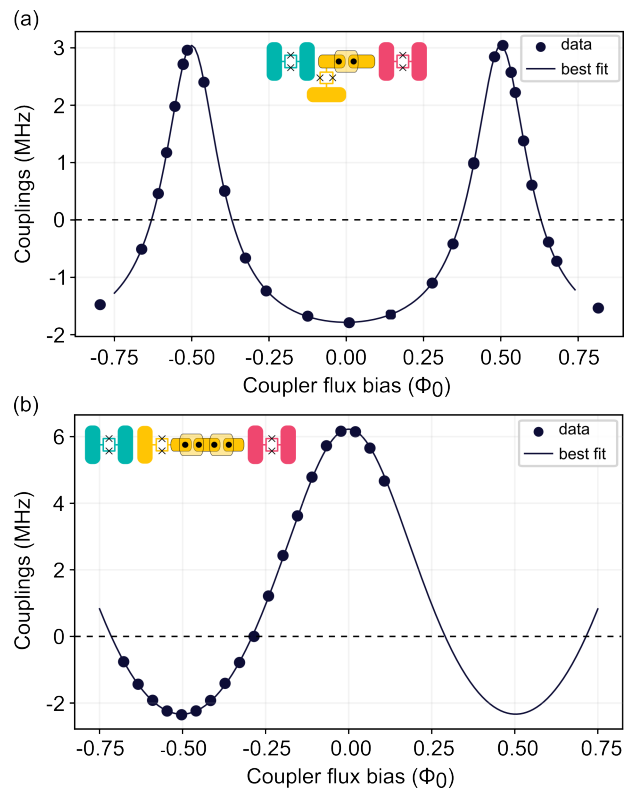 (a)
3
2
1
0
-1
-2
Couplings (MHz)
data
best fit
-0.75 -0.50 -0.25 0.00 0.25 0.50 0.75
Coupler flux bias (Φ0)
(b)
6
4
2
0
-2
Couplings (MHz)
data
best fit
-0.75 -0.50 -0.25 0.00 0.25 0.50 0.75
Coupler flux bias (Φ0)